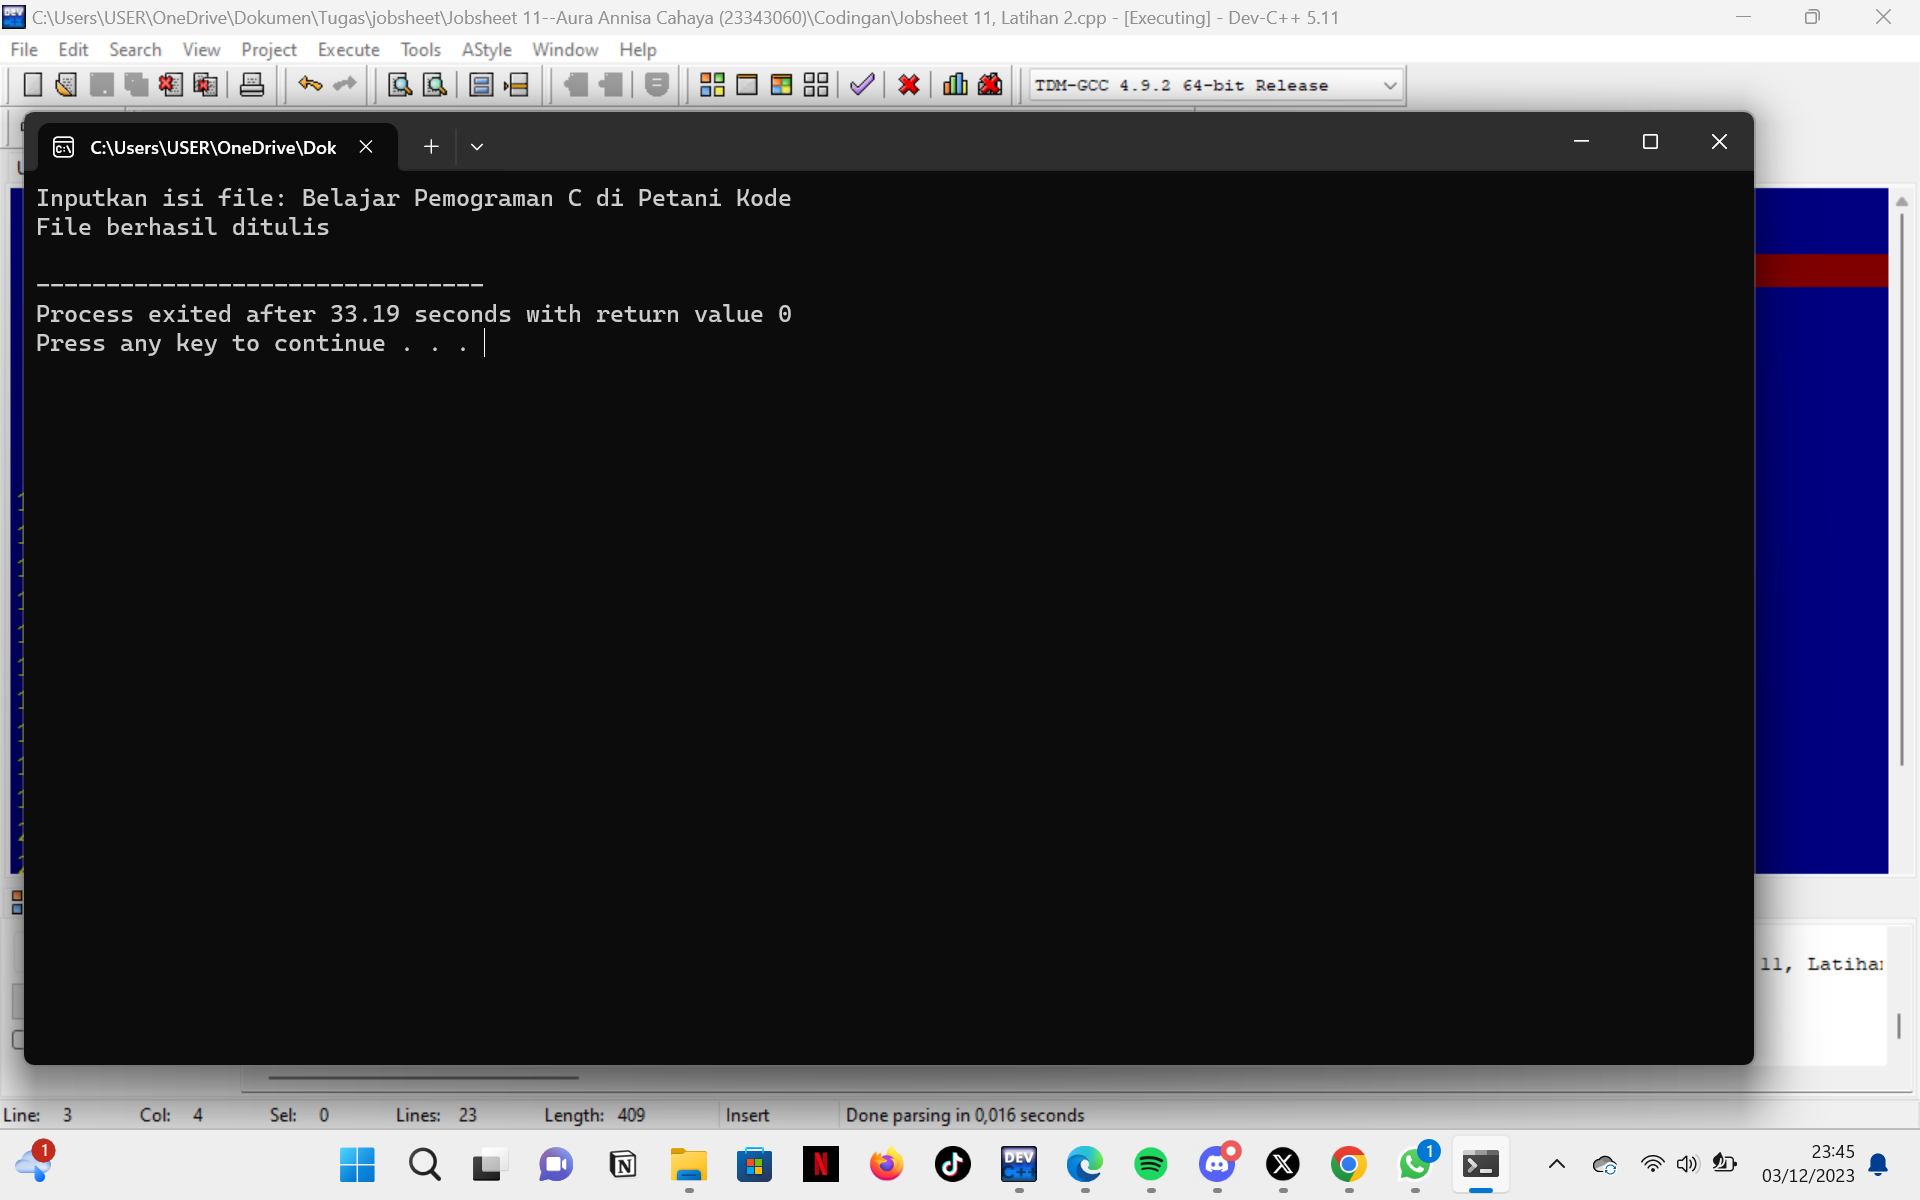 C:\Users\USER\OneDrive\Dokumen\Tugas\jobsheet\Jobsheet 11--Aura Annisa Cahaya (23343060)\Codingan\Jobsheet 11, Latihan 2.cpp - [Executing] - Dev-C++ 5.11
File Edit Search View Project Execute Tools AStyle Window Help
TDM-GCC 4.9.2 64-bit Release
C:\Users\USER\OneDrive\Dok
Inputkan isi file: Belajar Pemograman C di Petani Kode
File berhasil ditulis
--------------------------------
Process exited after 33.19 seconds with return value 0
Press any key to continue . . .
11, Latihan
Line: 3 Col: 4 Sel: 0 Lines: 23 Length: 409 Insert Done parsing in 0,016 seconds
1
DEV
C++
1
23:45
03/12/2023